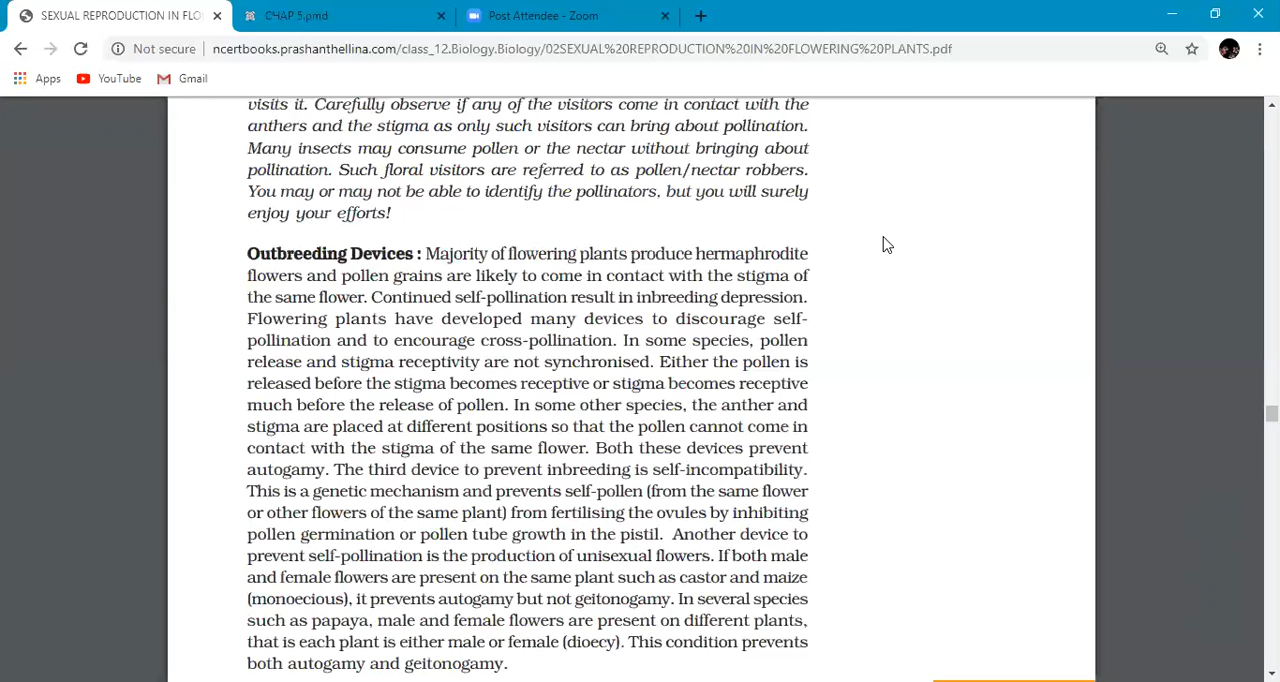 SEXUAL REPRODUCTION IN FLO
CHAP 5.pmd
Post Attendee - Zoom
Not secure
ncertbooks.prashanthellina.com/class_12.Biology.Biology/02SEXUAL%20REPRODUCTION%20IN%20FLOWERING%20PLANTS.pdf
Apps
YouTube
Gmail
visits it. Carefully observe if any of the visitors come in contact with the
anthers and the stigma as only such visitors can bring about pollination.
Many insects may consume pollen or the nectar without bringing about
pollination. Such floral visitors are referred to as pollen/nectar robbers.
You may or may not be able to identify the pollinators, but you will surely
enjoy your efforts!
Outbreeding Devices : Majority of flowering plants produce hermaphrodite
flowers and pollen grains are likely to come in contact with the stigma of
the same flower. Continued self-pollination result in inbreeding depression.
Flowering plants have developed many devices to discourage self-
pollination and to encourage cross-pollination. In some species, pollen
release and stigma receptivity are not synchronised. Either the pollen is
released before the stigma becomes receptive or stigma becomes receptive
much before the release of pollen. In some other species, the anther and
stigma are placed at different positions so that the pollen cannot come in
contact with the stigma of the same flower. Both these devices prevent
autogamy. The third device to prevent inbreeding is self-incompatibility.
This is a genetic mechanism and prevents self-pollen (from the same flower
or other flowers of the same plant) from fertilising the ovules by inhibiting
pollen germination or pollen tube growth in the pistil. Another device to
prevent self-pollination is the production of unisexual flowers. If both male
and female flowers are present on the same plant such as castor and maize
(monoecious), it prevents autogamy but not geitonogamy. In several species
such as papaya, male and female flowers are present on different plants,
that is each plant is either male or female (dioecy). This condition prevents
both autogamy and geitonogamy.